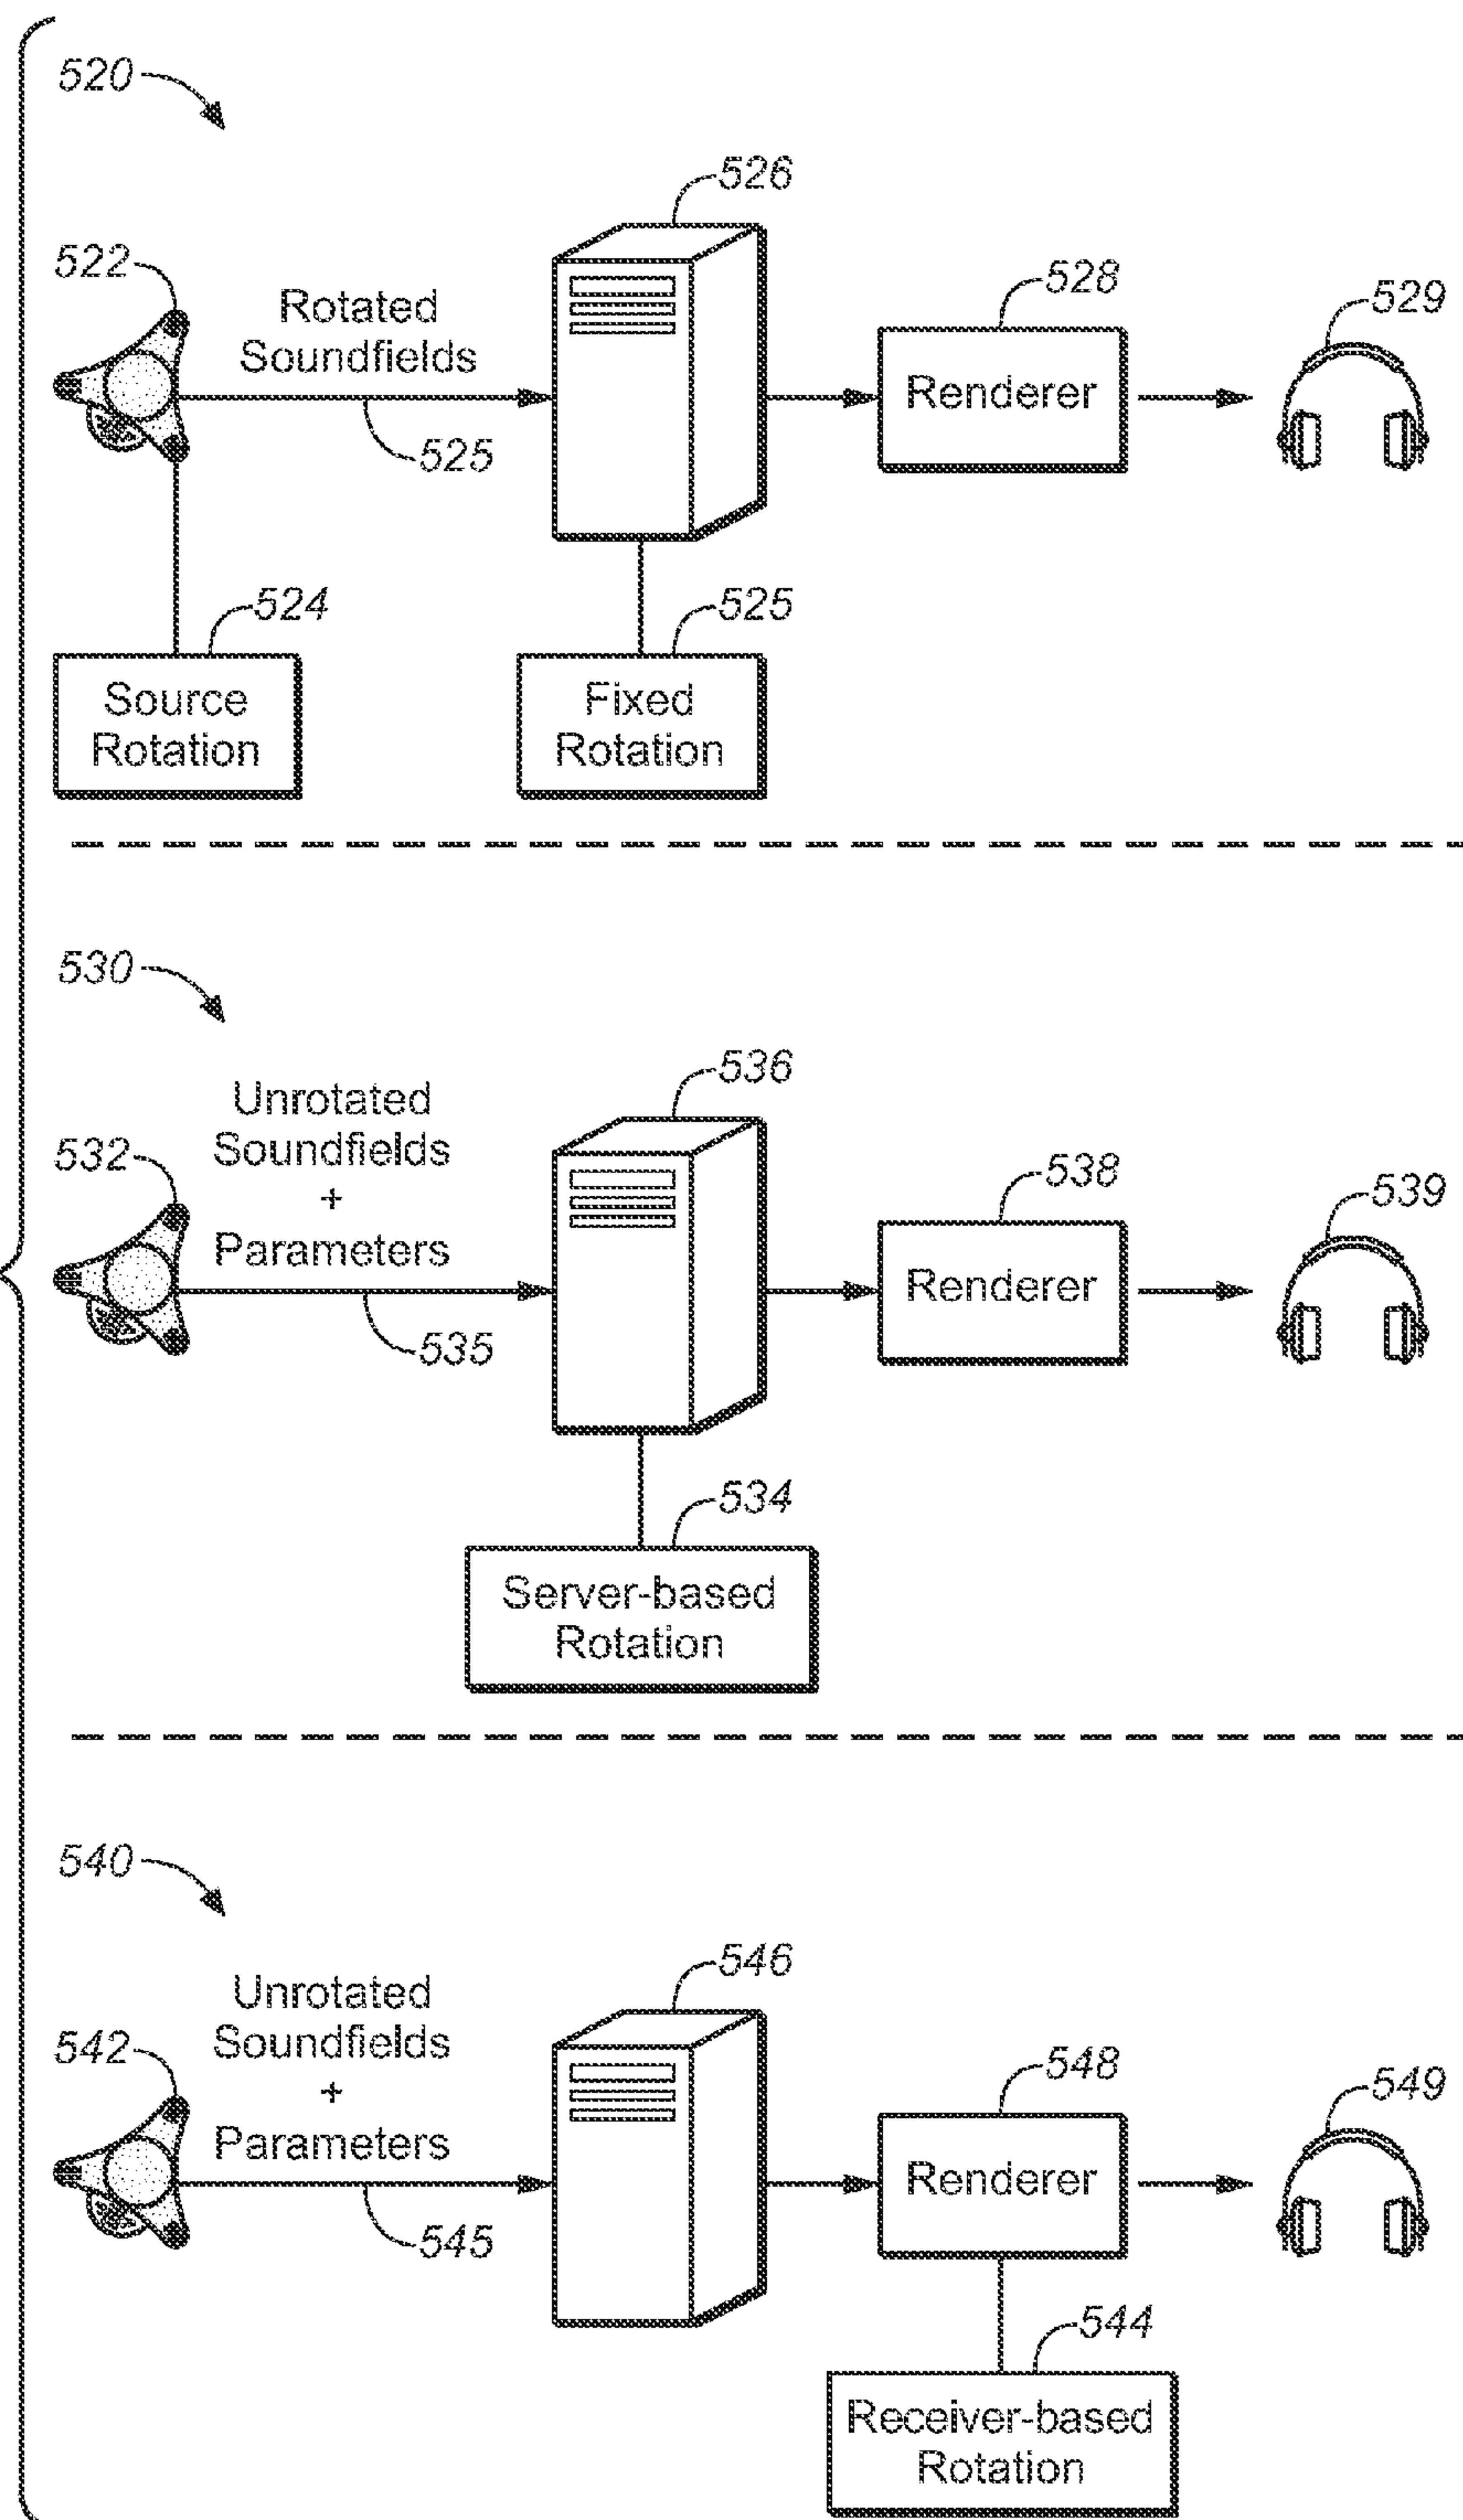 520
526
522
528
529
Rotated
Soundfields
Renderer
525
524
525
Source
Rotation
Fixed
Rotation
530
536
Unrotated
Soundfields
+
Parameters
532
538
539
Renderer
535
534
Server-based
Rotation
540
546
Unrotated
Soundfields
+
Parameters
542
548
549
Renderer
545
544
Receiver-based
Rotation